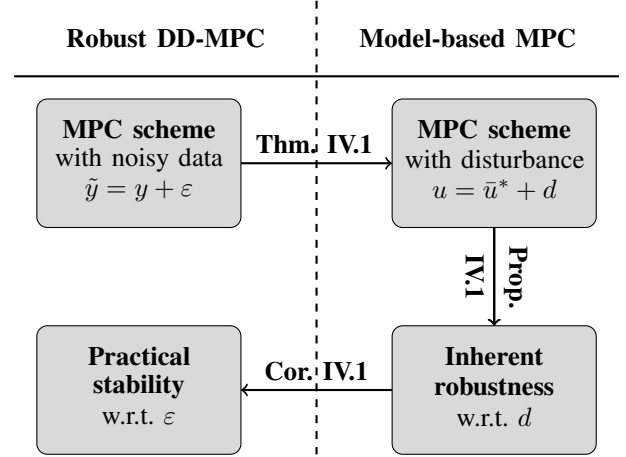 Robust DD-MPC
Model-based MPC
MPC scheme
with noisy data
ỹ = y + ε
Thm. IV.1
MPC scheme
with disturbance
u = ū* + d
Prop.
IV.1
Inherent
robustness
w.r.t. d
Cor. IV.1
Practical
stability
w.r.t. ε